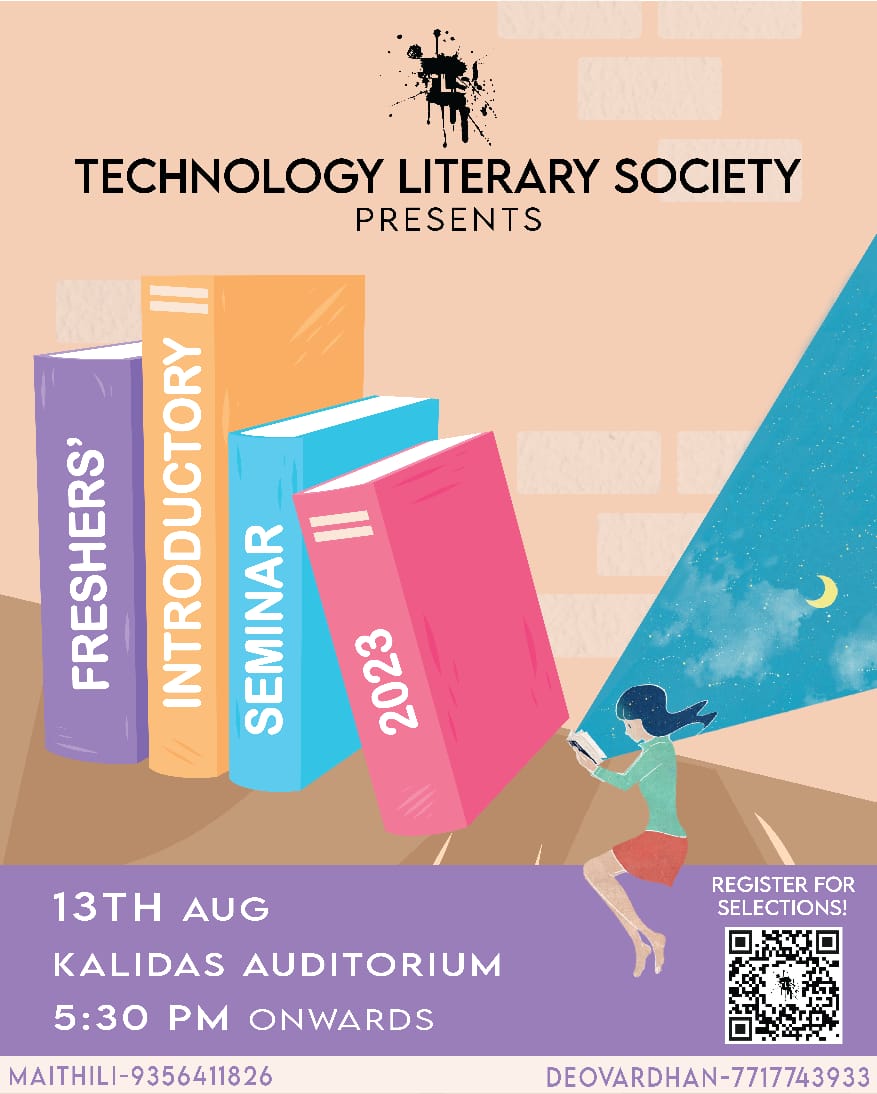 TLS
TECHNOLOGY LITERARY SOCIETY
PRESENTS
FRESHERS'
INTRODUCTORY
SEMINAR
2023
13TH AUG
KALIDAS AUDITORIUM
5:30 PM ONWARDS
REGISTER FOR
SELECTIONS!
MAITHILI-9356411826
DEOVARDHAN-7717743933